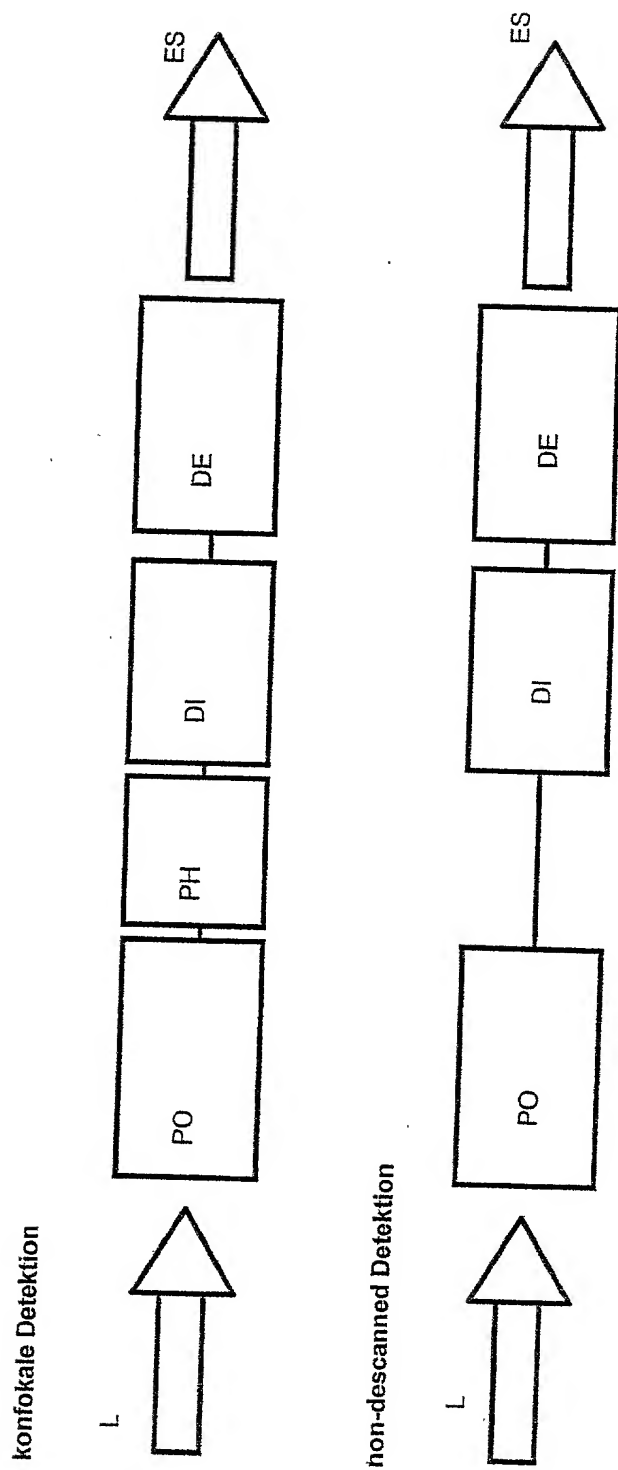 konfokale Detektion
L
PO
PH
DI
DE
ES
non-descanned Detektion
L
PO
DI
DE
ES